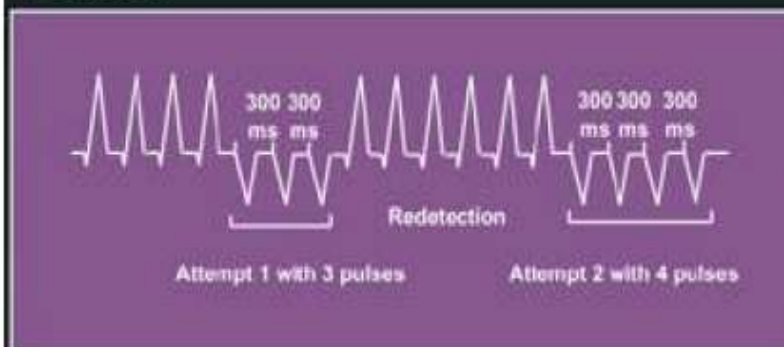 300 300
ms ms
300 300 300
ms ms ms
Redetection
Attempt 1 with 3 pulses
Attempt 2 with 4 pulses